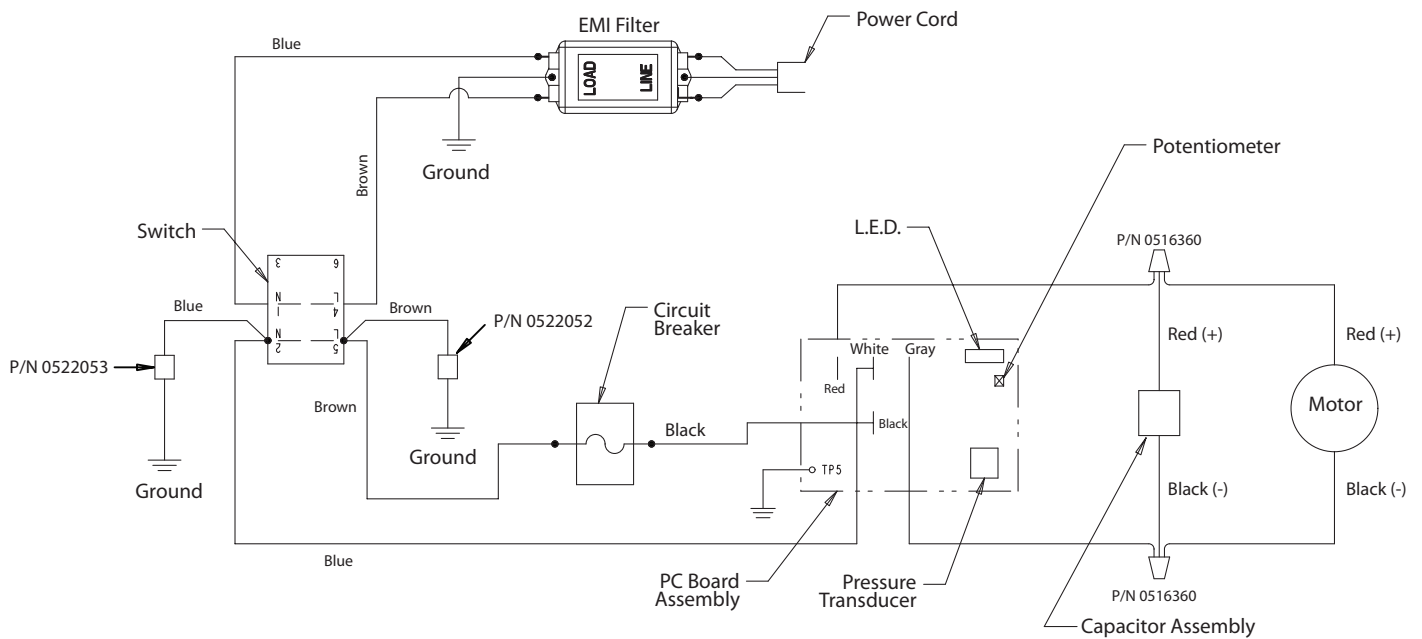 EMI Filter
Power Cord
Blue
LOAD
LINE
Ground
Brown
Potentiometer
Switch
L.E.D.
P/N 0516360
3
6
N
1
L
4
N
2
L
5
Blue
Brown
P/N 0522052
Circuit
Breaker
P/N 0522053
White
Gray
Red
Red (+)
Red (+)
Motor
Brown
Black
Black
Ground
Ground
TP5
Black (-)
Black (-)
Blue
PC Board
Assembly
Pressure
Transducer
P/N 0516360
Capacitor Assembly